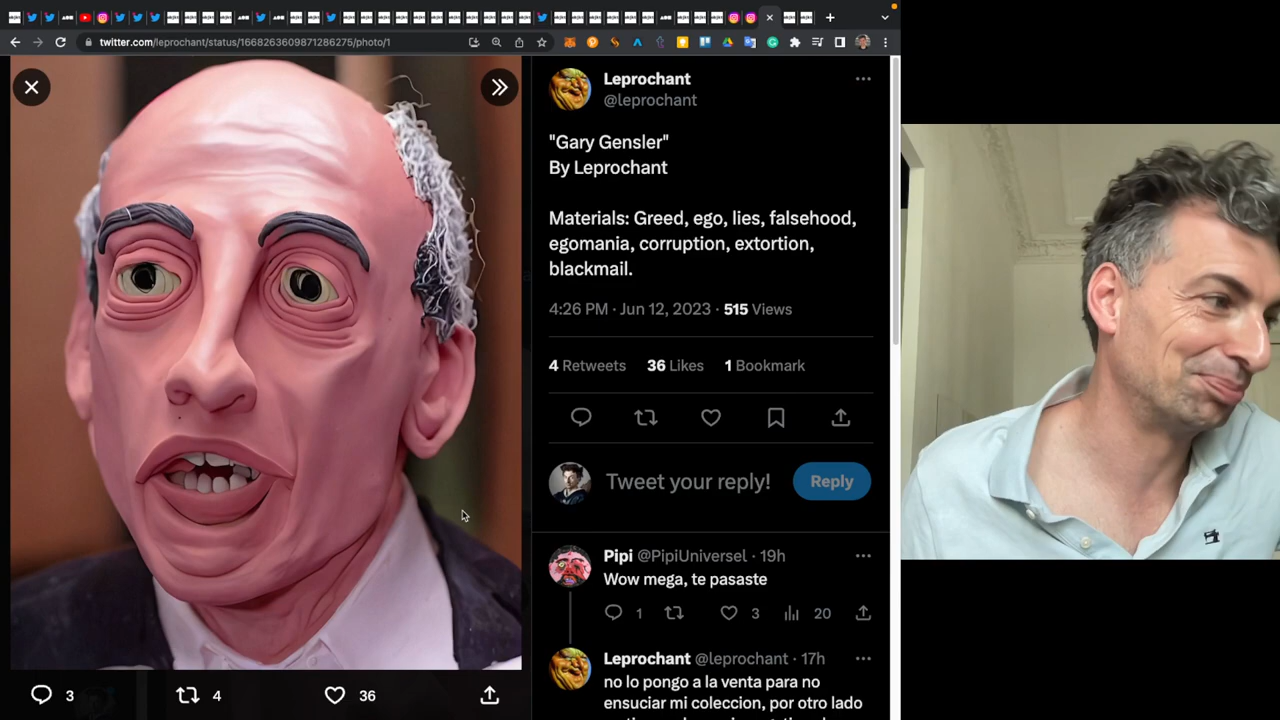 twitter.com/leprochant/status/1668263609871286275/photo/1
Leprochant
@leprochant
"Gary Gensler"
By Leprochant
Materials: Greed, ego, lies, falsehood,
egomania, corruption, extortion,
blackmail.
4:26 PM · Jun 12, 2023 · 515 Views
4 Retweets 36 Likes 1 Bookmark
Tweet your reply!
Reply
Pipi @PipiUniversel · 19h
Wow mega, te pasaste
1 3 20
Leprochant @leprochant · 17h
no lo pongo a la venta para no
ensuciar mi coleccion, por otro lado
3 4 36